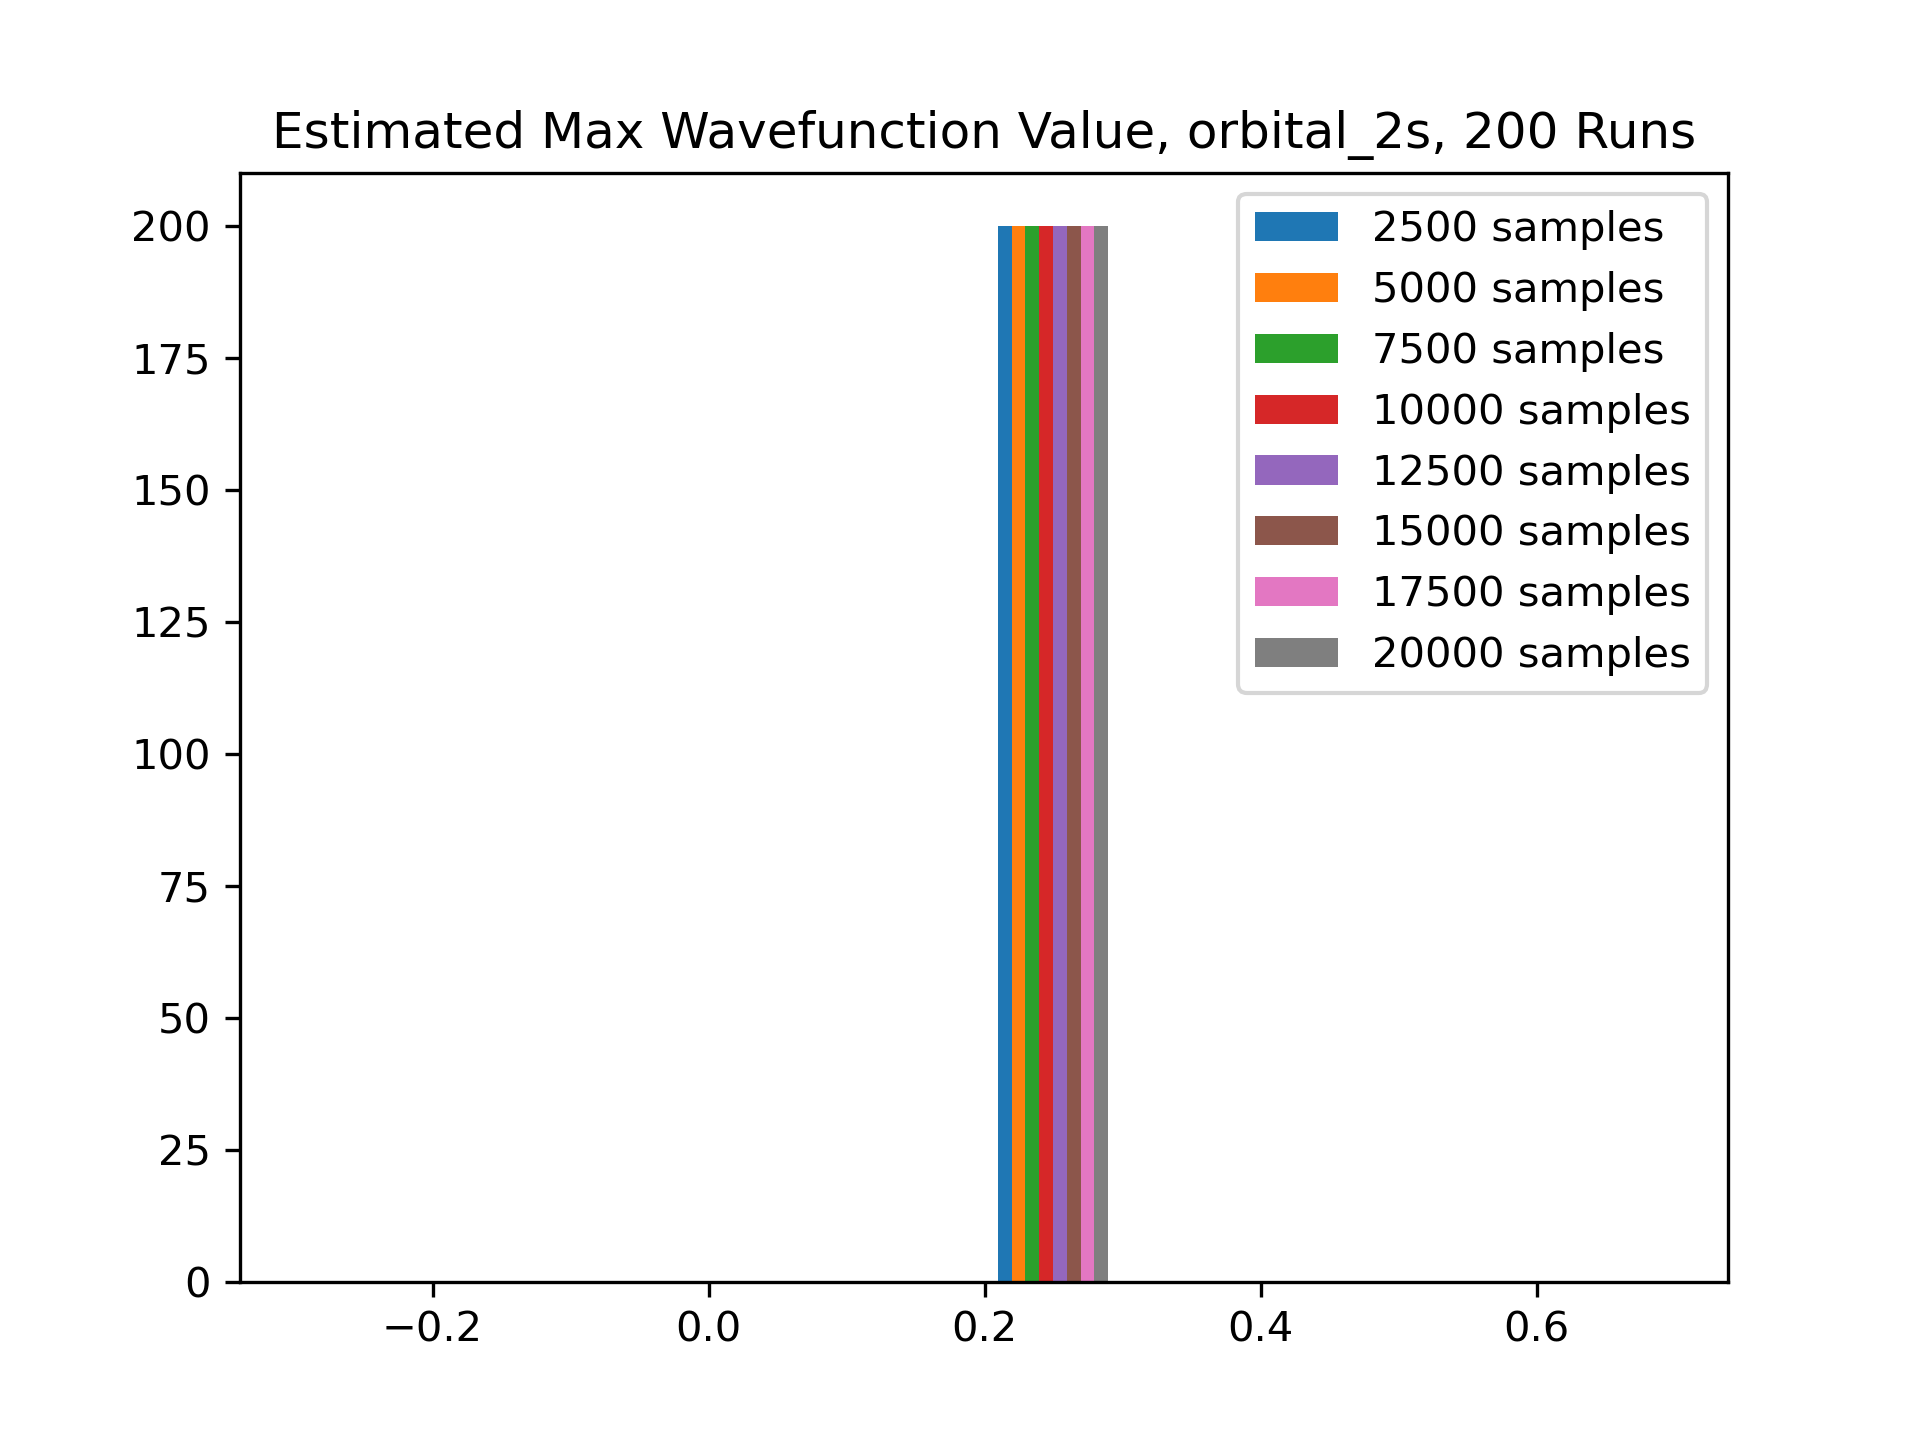 Estimated Max Wavefunction Value, orbital_2s, 200 Runs
200
175
150
125
100
75
50
25
0
−0.2
0.0
0.2
0.4
0.6
2500 samples
5000 samples
7500 samples
10000 samples
12500 samples
15000 samples
17500 samples
20000 samples